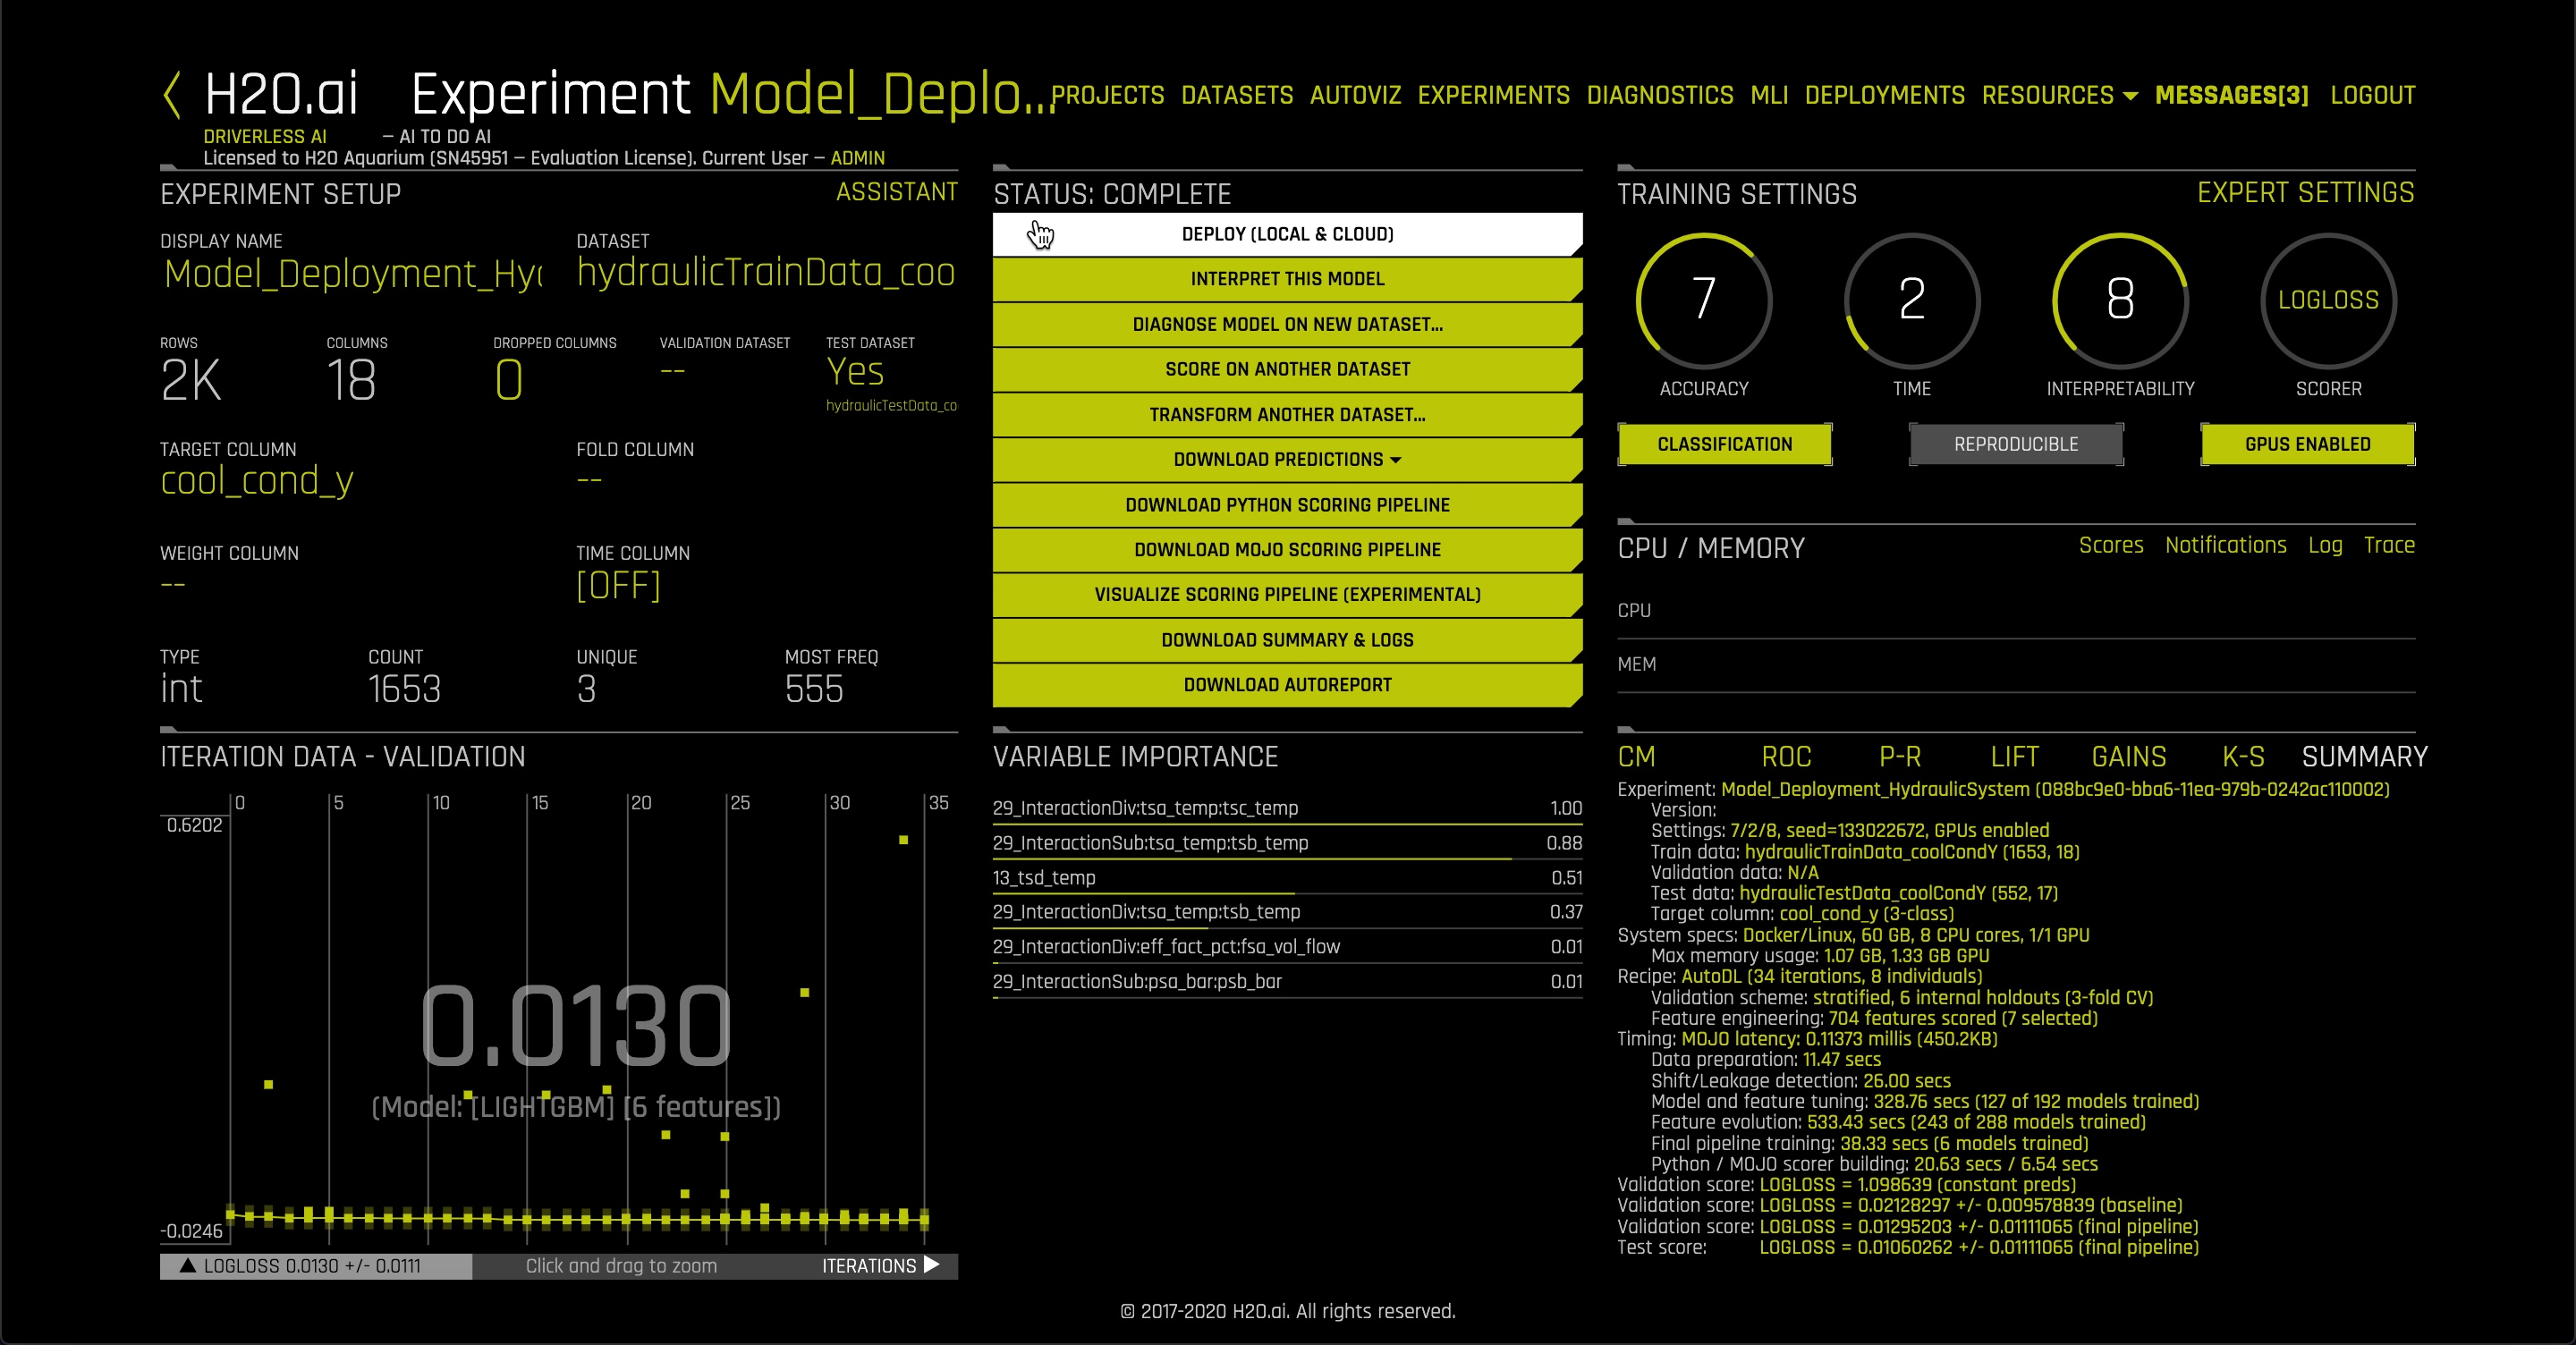 H2O.ai Experiment Model_Deplo...
PROJECTS DATASETS AUTOVIZ EXPERIMENTS DIAGNOSTICS MLI DEPLOYMENTS RESOURCES MESSAGES[3] LOGOUT
DRIVERLESS AI – AI TO DO AI
Licensed to H2O Aquarium (SN45951 – Evaluation License). Current User – ADMIN
EXPERIMENT SETUP ASSISTANT
DISPLAY NAME DATASET
Model_Deployment_Hy hydraulicTrainData_coo
ROWS COLUMNS DROPPED COLUMNS VALIDATION DATASET TEST DATASET
2K 18 0 -- Yes
hydraulicTestData_co
TARGET COLUMN FOLD COLUMN
cool_cond_y --
WEIGHT COLUMN TIME COLUMN
-- [OFF]
TYPE COUNT UNIQUE MOST FREQ
int 1653 3 555
STATUS: COMPLETE
DEPLOY (LOCAL & CLOUD)
INTERPRET THIS MODEL
DIAGNOSE MODEL ON NEW DATASET...
SCORE ON ANOTHER DATASET
TRANSFORM ANOTHER DATASET...
DOWNLOAD PREDICTIONS
DOWNLOAD PYTHON SCORING PIPELINE
DOWNLOAD MOJO SCORING PIPELINE
VISUALIZE SCORING PIPELINE (EXPERIMENTAL)
DOWNLOAD SUMMARY & LOGS
DOWNLOAD AUTOREPORT
TRAINING SETTINGS EXPERT SETTINGS
7 2 8 LOGLOSS
ACCURACY TIME INTERPRETABILITY SCORER
CLASSIFICATION REPRODUCIBLE GPUS ENABLED
CPU / MEMORY Scores Notifications Log Trace
CPU
MEM
ITERATION DATA - VALIDATION
0 5 10 15 20 25 30 35
0.6202
0.0130
(Model: [LIGHTGBM] [6 features])
-0.0246
LOGLOSS 0.0130 +/- 0.0111 Click and drag to zoom ITERATIONS
VARIABLE IMPORTANCE
29_InteractionDiv:tsa_temp:tsc_temp 1.00
29_InteractionSub:tsa_temp:tsb_temp 0.88
13_tsd_temp 0.51
29_InteractionDiv:tsa_temp:tsb_temp 0.37
29_InteractionDiv:eff_fact_pct:fsa_vol_flow 0.01
29_InteractionSub:psa_bar:psb_bar 0.01
CM ROC P-R LIFT GAINS K-S SUMMARY
Experiment: Model_Deployment_HydraulicSystem (088bc9e0-bba6-11ea-979b-0242ac110002)
Version:
Settings: 7/2/8, seed=133022672, GPUs enabled
Train data: hydraulicTrainData_coolCondY (1653, 18)
Validation data: N/A
Test data: hydraulicTestData_coolCondY (552, 17)
Target column: cool_cond_y (3-class)
System specs: Docker/Linux, 60 GB, 8 CPU cores, 1/1 GPU
Max memory usage: 1.07 GB, 1.33 GB GPU
Recipe: AutoDL (34 iterations, 8 individuals)
Validation scheme: stratified, 6 internal holdouts (3-fold CV)
Feature engineering: 704 features scored (7 selected)
Timing: MOJO latency: 0.11373 millis (450.2KB)
Data preparation: 11.47 secs
Shift/Leakage detection: 26.00 secs
Model and feature tuning: 328.76 secs (127 of 192 models trained)
Feature evolution: 533.43 secs (243 of 288 models trained)
Final pipeline training: 38.33 secs (6 models trained)
Python / MOJO scorer building: 20.63 secs / 6.54 secs
Validation score: LOGLOSS = 1.098639 (constant preds)
Validation score: LOGLOSS = 0.02128297 +/- 0.009578839 (baseline)
Validation score: LOGLOSS = 0.01295203 +/- 0.01111065 (final pipeline)
Test score: LOGLOSS = 0.01060262 +/- 0.01111065 (final pipeline)
© 2017-2020 H2O.ai. All rights reserved.